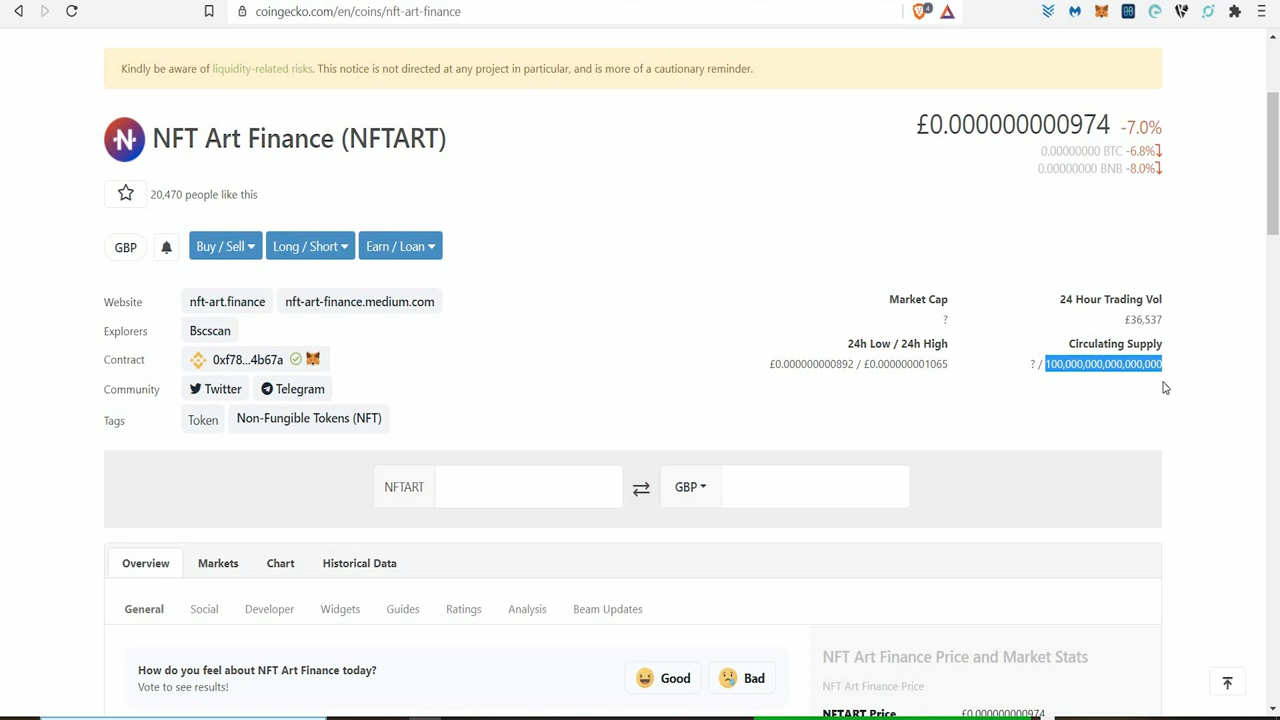 coingecko.com/en/coins/nft-art-finance
4
Kindly be aware of liquidity-related risks. This notice is not directed at any project in particular, and is more of a cautionary reminder.
N
NFT Art Finance (NFTART)
£0.000000000974 -7.0%
0.00000000 BTC -6.8%
0.00000000 BNB -8.0%
20,470 people like this
GBP
Buy / Sell
Long / Short
Earn / Loan
Website nft-art.finance nft-art-finance.medium.com
Explorers Bscscan
Contract 0xf78...4b67a
Community Twitter Telegram
Tags Token Non-Fungible Tokens (NFT)
Market Cap
?
24 Hour Trading Vol
£36,537
24h Low / 24h High
£0.000000000892 / £0.000000001065
Circulating Supply
? / 100,000,000,000,000,000
NFTART
GBP
Overview Markets Chart Historical Data
General Social Developer Widgets Guides Ratings Analysis Beam Updates
How do you feel about NFT Art Finance today?
Vote to see results!
Good
Bad
NFT Art Finance Price and Market Stats
NFT Art Finance Price
NFTART Price £0.000000000974